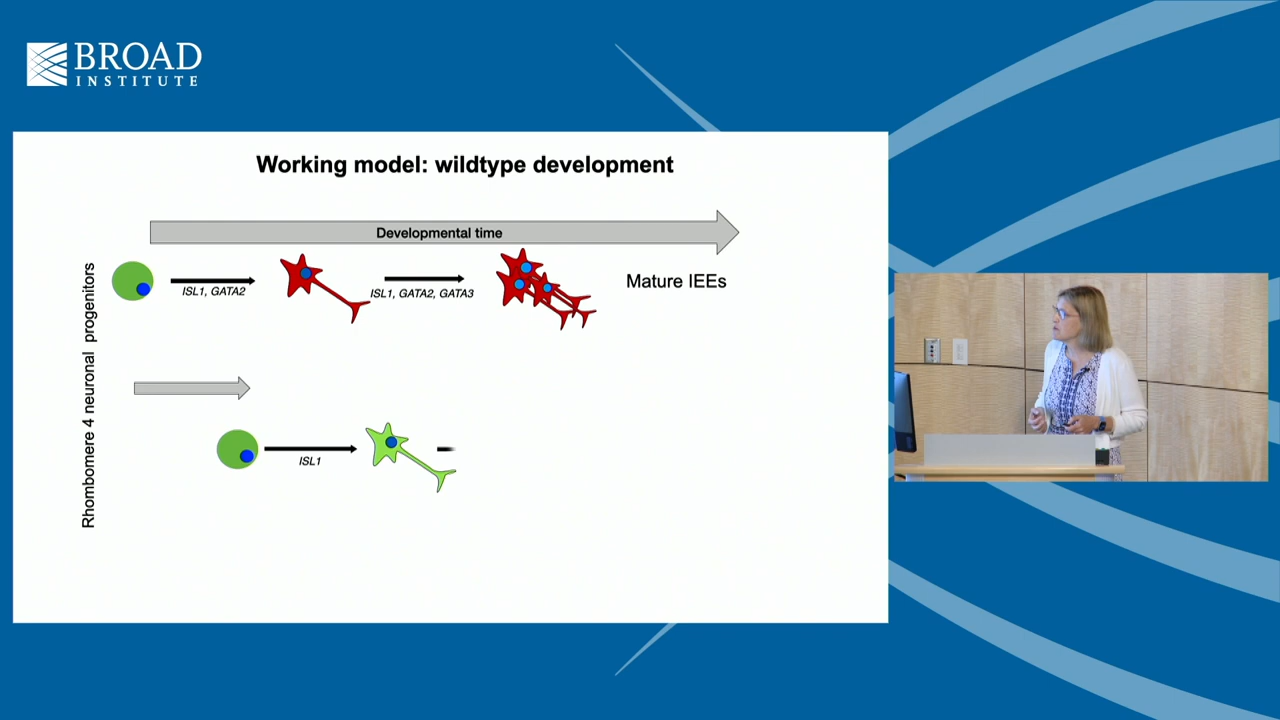 BROAD
INSTITUTE
Working model: wildtype development
Developmental time
Rhombomere 4 neuronal progenitors
ISL1, GATA2
ISL1, GATA2, GATA3
Mature IEEs
ISL1